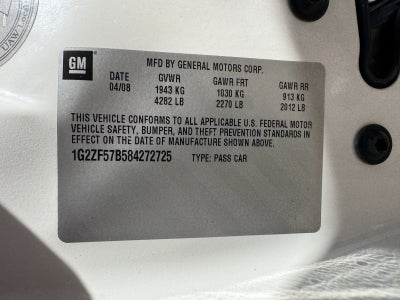 UAW
GM
MFD BY GENERAL MOTORS CORP.
DATE GVWR GAWR FRT GAWR RR
04/08 1943 KG 1030 KG 913 KG
4282 LB 2270 LB 2012 LB
THIS VEHICLE CONFORMS TO ALL APPLICABLE U.S. FEDERAL MOTOR
VEHICLE SAFETY, BUMPER, AND THEFT PREVENTION STANDARDS IN
EFFECT ON THE DATE OF MANUFACTURE SHOWN ABOVE.
1G2ZF57B584272725 TYPE: PASS CAR